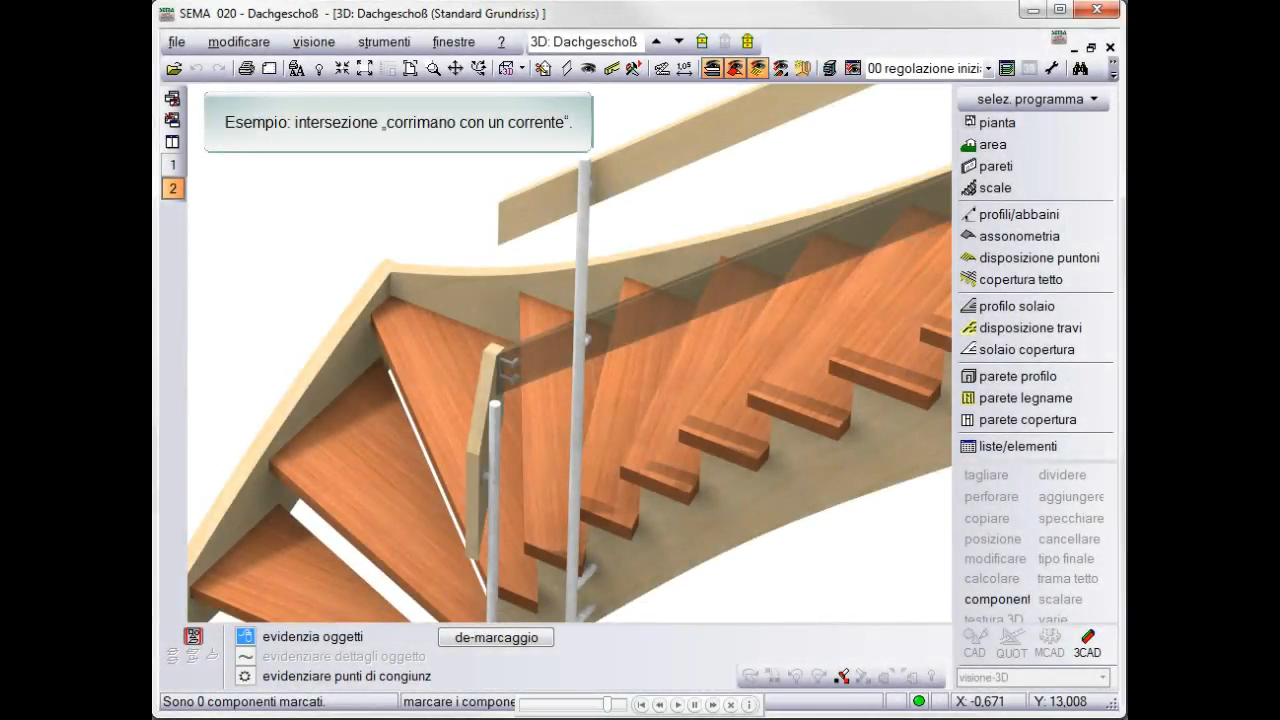 SEMA 020 - Dachgeschoß - [3D: Dachgeschoß (Standard Grundriss) ]
file modificare visione strumenti finestre ? 3D: Dachgeschoß
00 regolazione inizi
Esempio: intersezione „corrimano con un corrente“.
1
2
selez. programma
pianta
area
pareti
scale
profili/abbaini
assonometria
disposizione puntoni
copertura tetto
profilo solaio
disposizione travi
solaio copertura
parete profilo
parete legname
parete copertura
liste/elementi
tagliare dividere
perforare aggiungere
copiare specchiare
posizione cancellare
modificare tipo finale
calcolare trama tetto
component scalare
testura 3D varie
CAD QUOT MCAD 3CAD
visione-3D
evidenzia oggetti de-marcaggio
evidenziare dettagli oggetto
evidenziare punti di congiunz
Sono 0 componenti marcati. marcare i compone X: -0,671 Y: 13,008